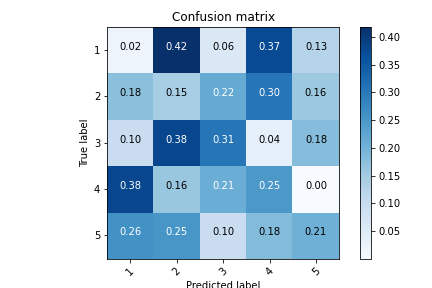 Confusion matrix
1 0.02 0.42 0.06 0.37 0.13
2 0.18 0.15 0.22 0.30 0.16
3 0.10 0.38 0.31 0.04 0.18
4 0.38 0.16 0.21 0.25 0.00
5 0.26 0.25 0.10 0.18 0.21
1 2 3 4 5
True label
Predicted label
0.40
0.35
0.30
0.25
0.20
0.15
0.10
0.05